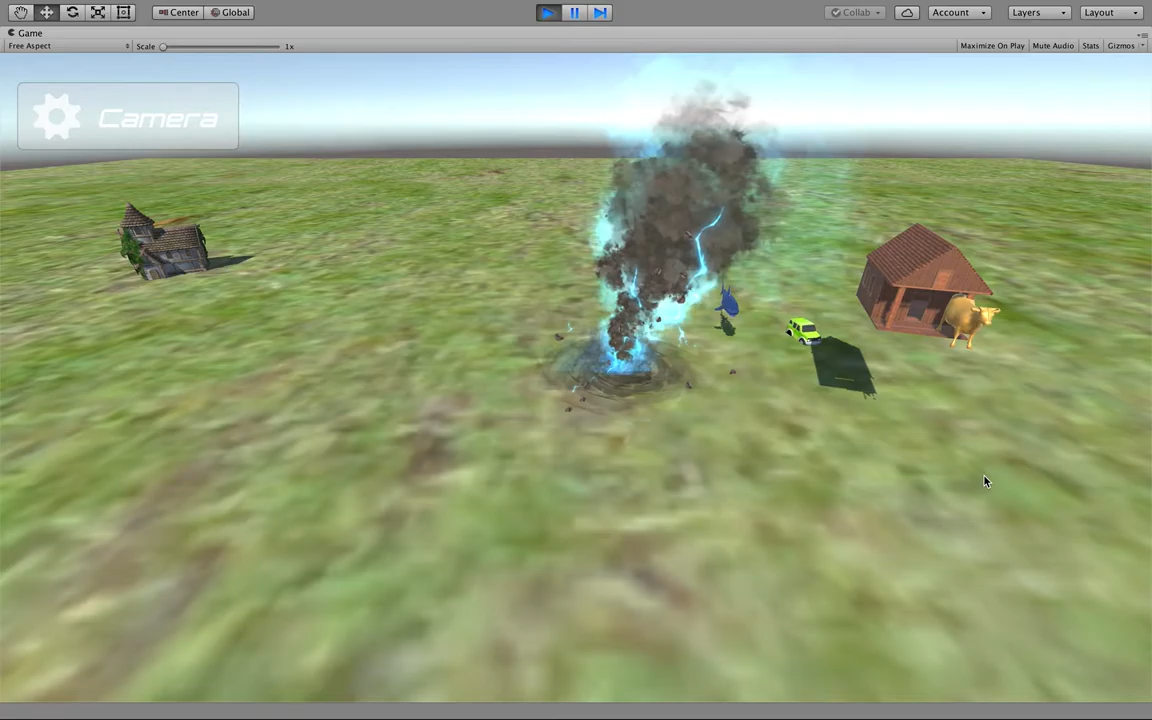 Center Global Collab Account Layers Layout
Game
Free Aspect Scale 1x Maximize On Play Mute Audio Stats Gizmos
Camera